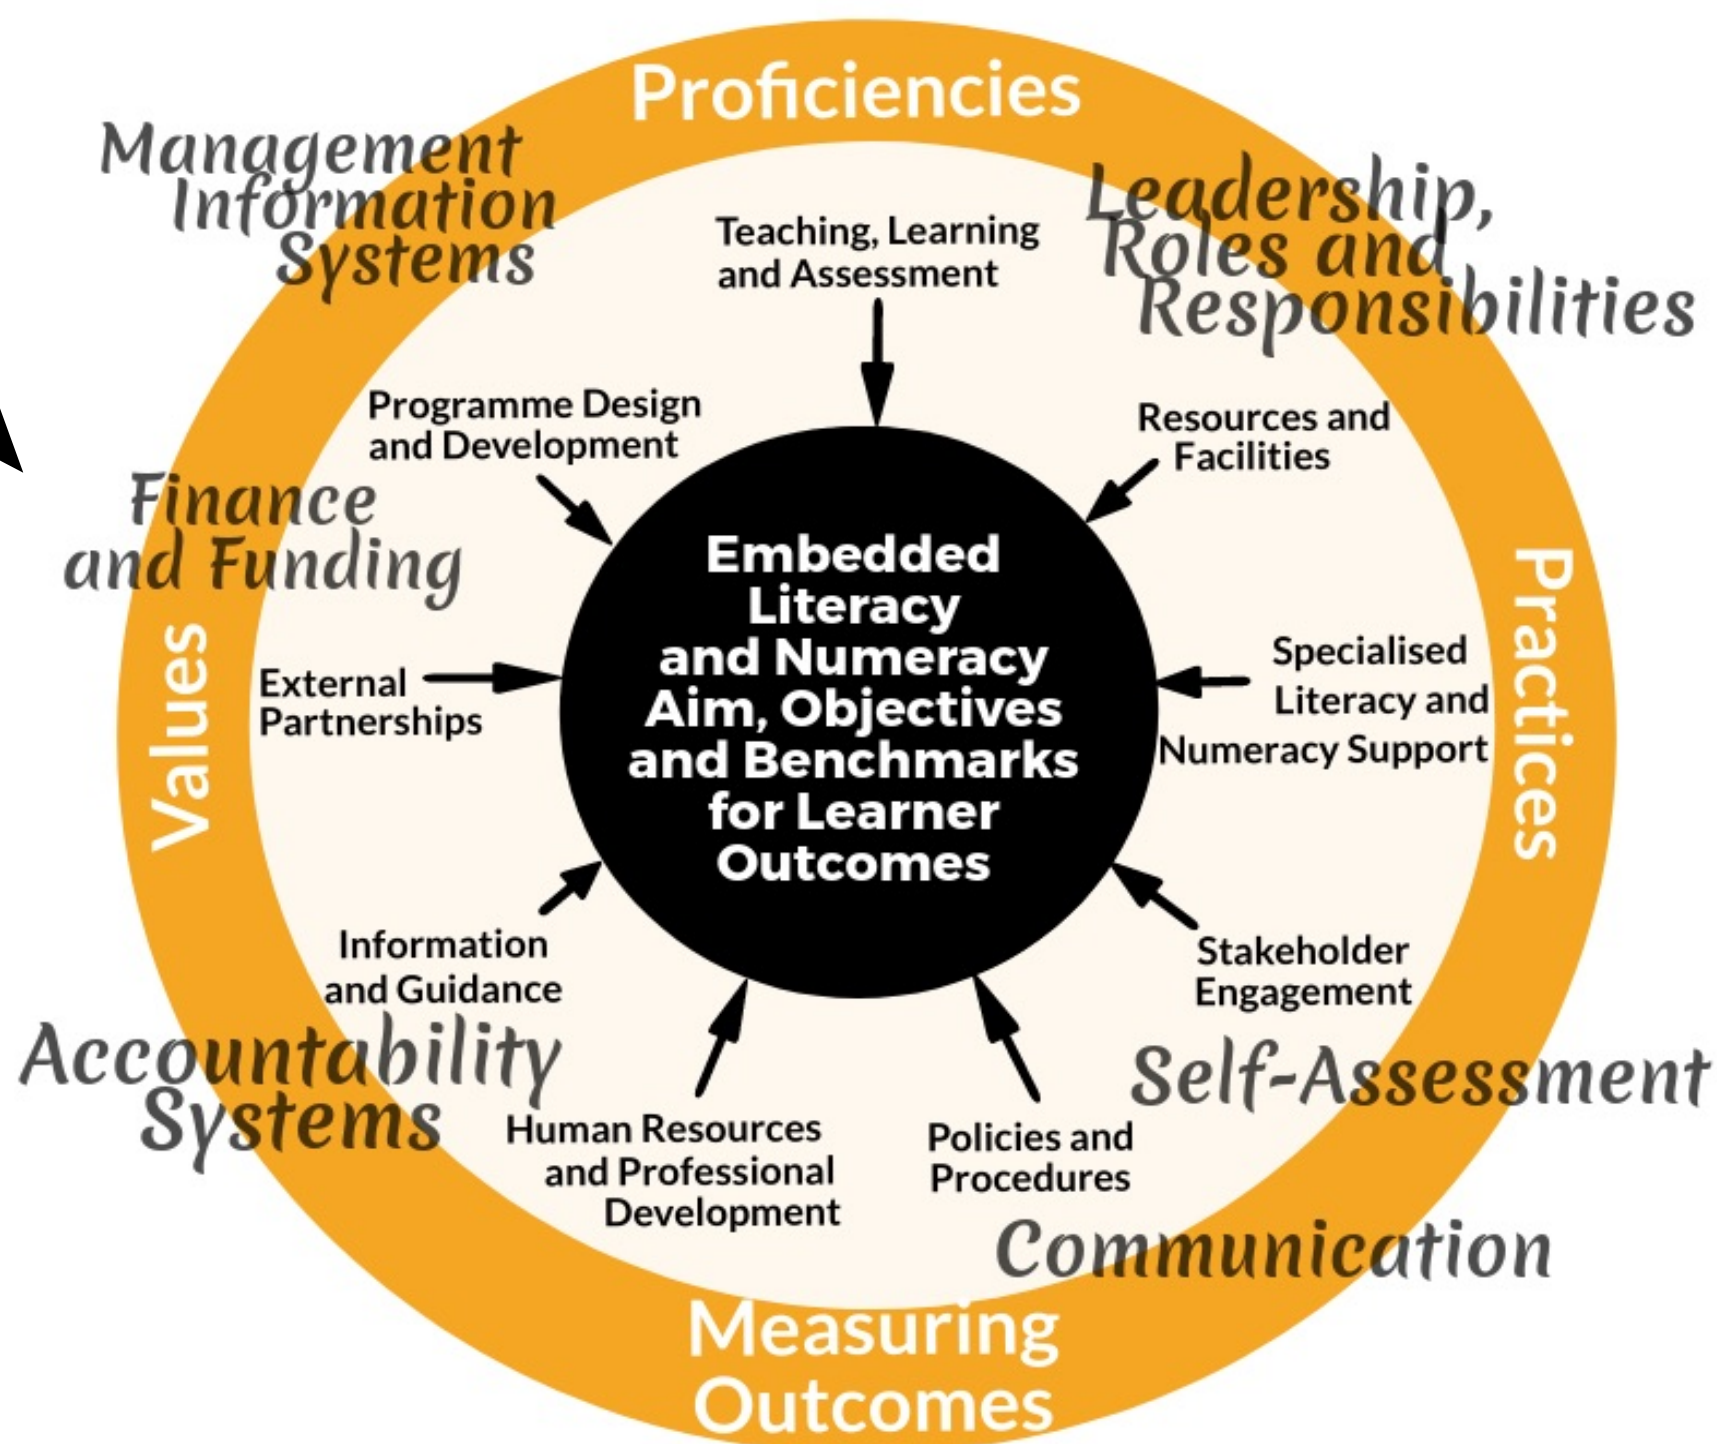 Proficiencies
Management
Information
Systems
Leadership,
Roles and
Responsibilities
Teaching, Learning
and Assessment
Programme Design
and Development
Resources and
Facilities
Finance
and Funding
Values
External
Partnerships
Embedded
Literacy
and Numeracy
Aim, Objectives
and Benchmarks
for Learner
Outcomes
Specialised
Literacy and
Numeracy Support
Practices
Information
and Guidance
Stakeholder
Engagement
Accountability
Systems
Self-Assessment
Human Resources
and Professional
Development
Policies and
Procedures
Communication
Measuring
Outcomes